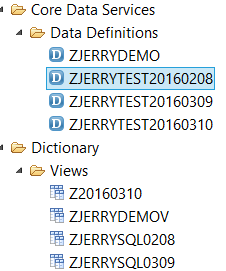 Core Data Services
Data Definitions
ZJERRYDEMO
ZJERRYTEST20160208
ZJERRYTEST20160309
ZJERRYTEST20160310
Dictionary
Views
Z20160310
ZJERRYDEMOV
ZJERRYSQL0208
ZJERRYSQL0309